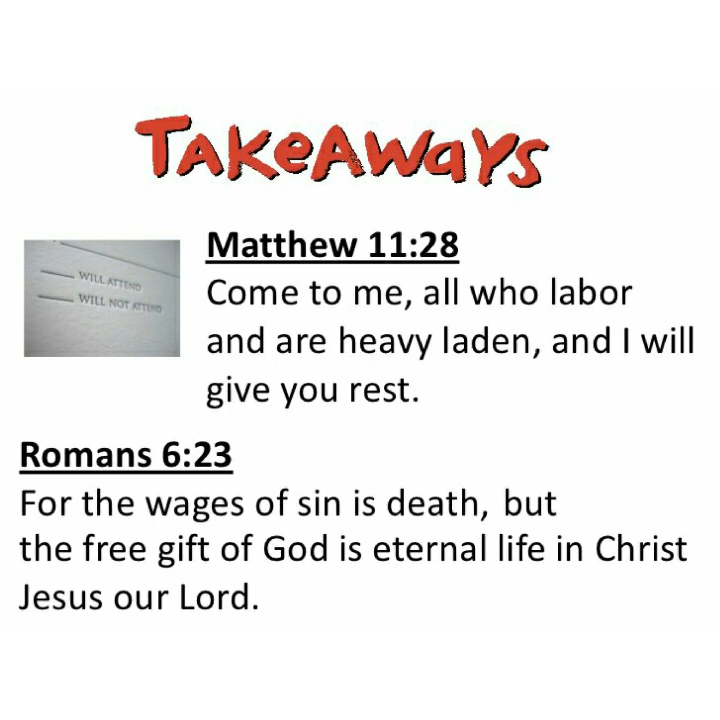 TakeAways
WILL ATTEND
WILL NOT ATTEND
Matthew 11:28
Come to me, all who labor
and are heavy laden, and I will
give you rest.
Romans 6:23
For the wages of sin is death, but
the free gift of God is eternal life in Christ
Jesus our Lord.